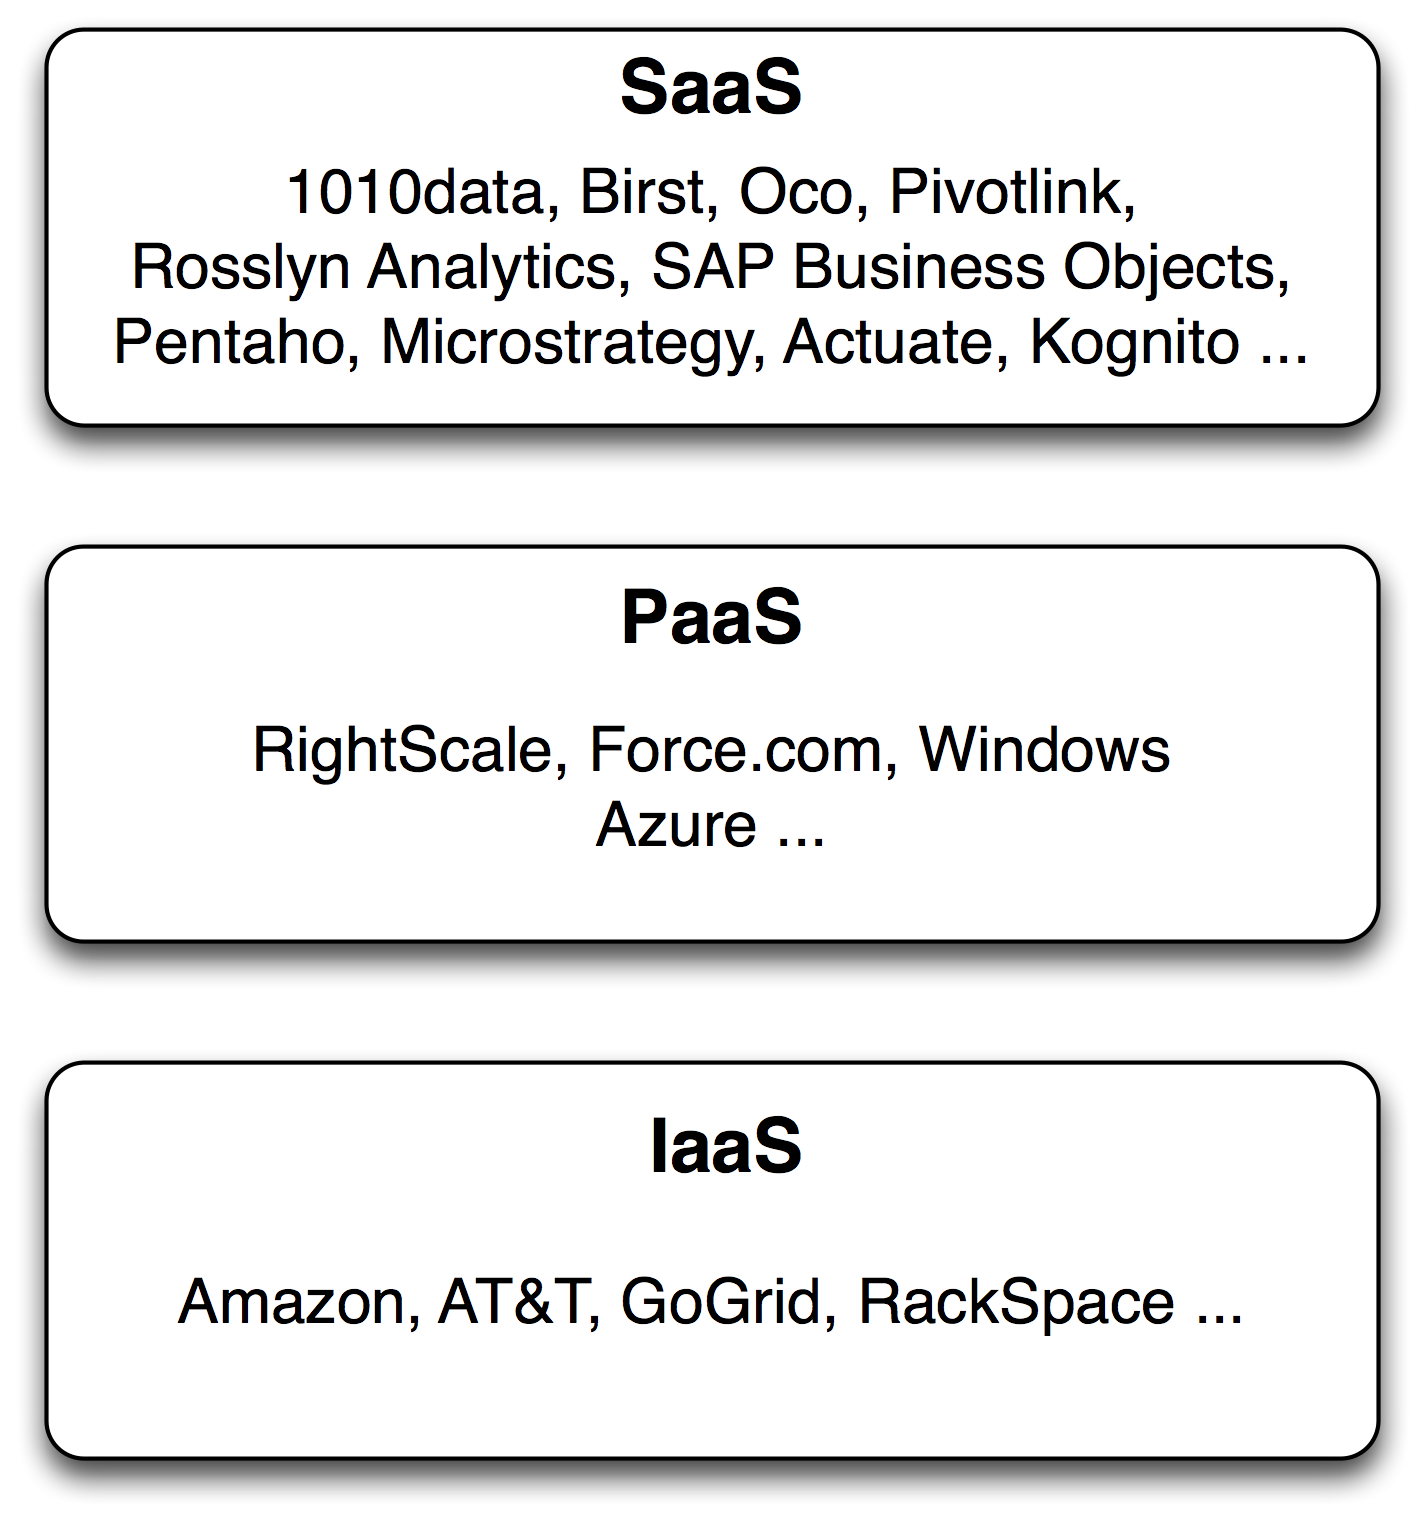 SaaS
1010data, Birst, Oco, Pivotlink,
Rosslyn Analytics, SAP Business Objects,
Pentaho, Microstrategy, Actuate, Kognito ...
PaaS
RightScale, Force.com, Windows
Azure ...
IaaS
Amazon, AT&T, GoGrid, RackSpace ...